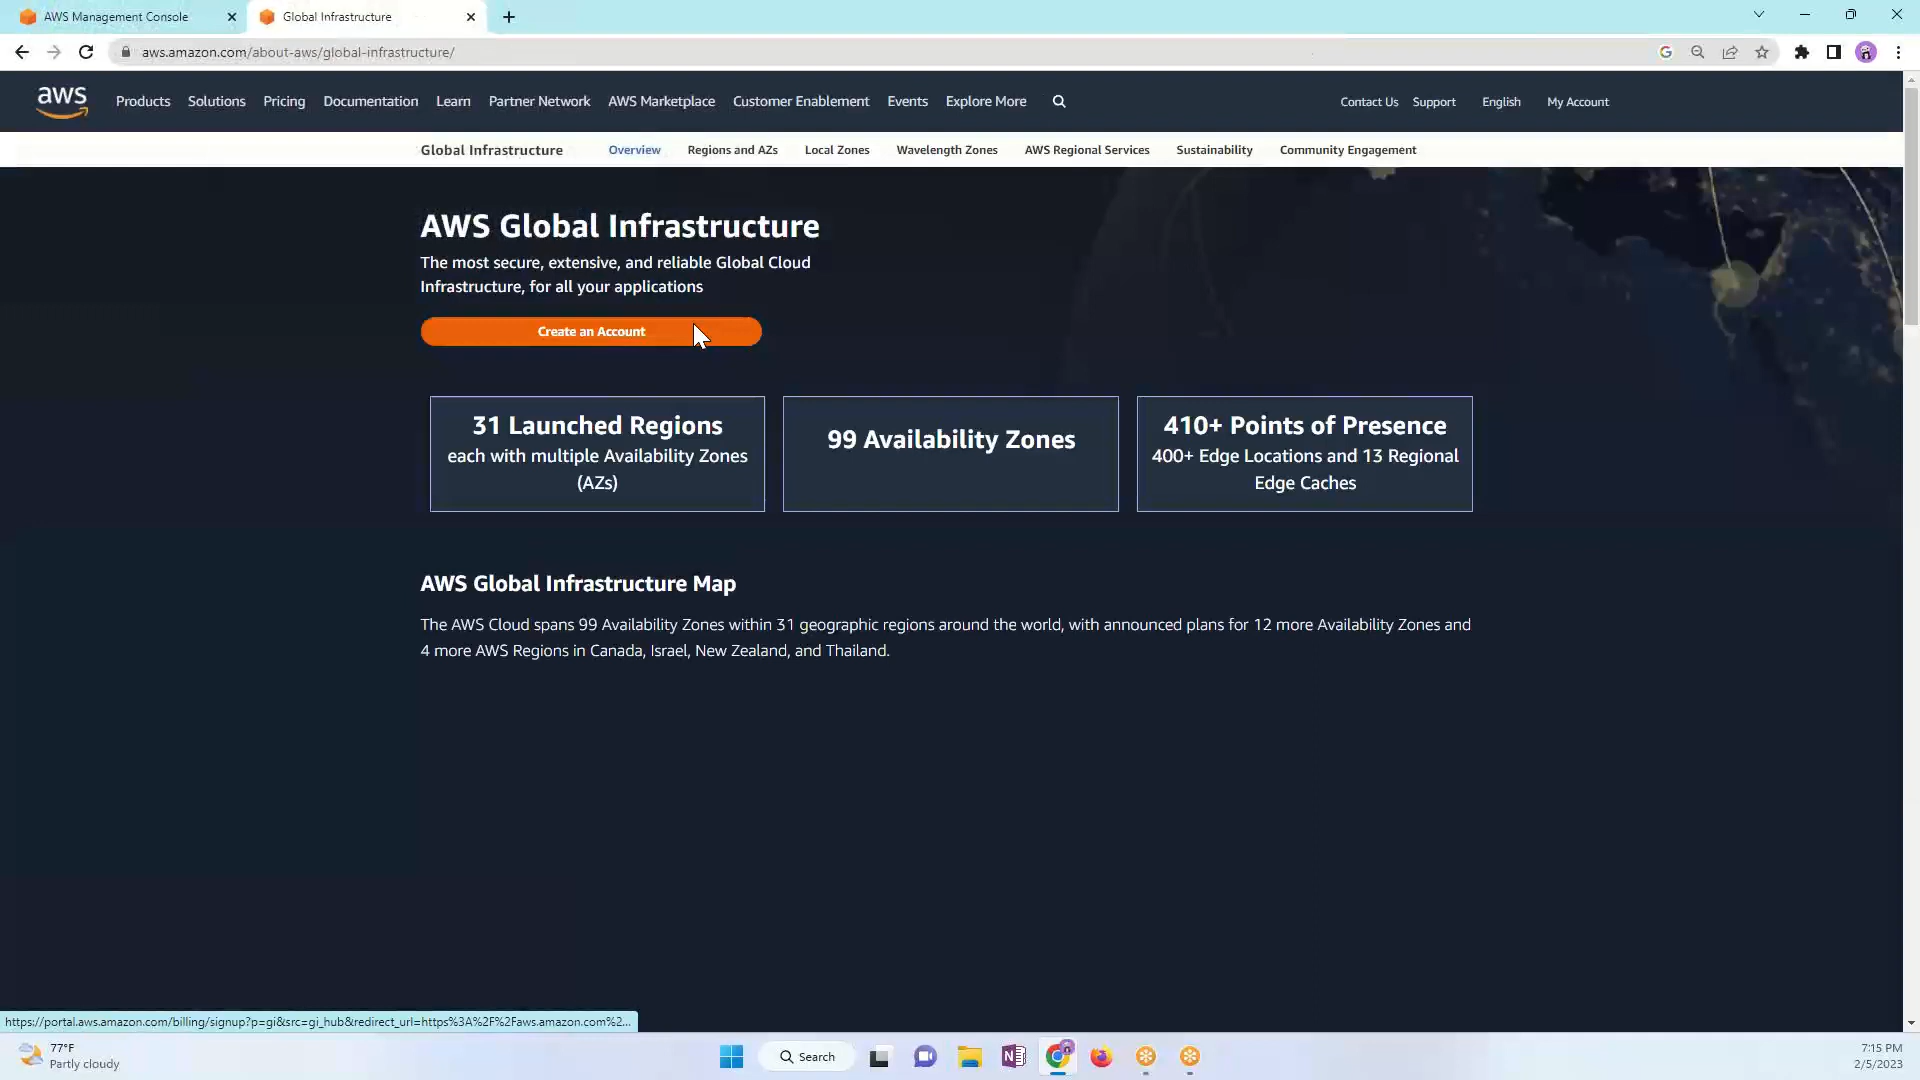 AWS Management Console
Global Infrastructure
aws.amazon.com/about-aws/global-infrastructure/
aws
Products
Solutions
Pricing
Documentation
Learn
Partner Network
AWS Marketplace
Customer Enablement
Events
Explore More
Contact Us
Support
English
My Account
Global Infrastructure
Overview
Regions and AZs
Local Zones
Wavelength Zones
AWS Regional Services
Sustainability
Community Engagement
AWS Global Infrastructure
The most secure, extensive, and reliable Global Cloud
Infrastructure, for all your applications
Create an Account
31 Launched Regions
each with multiple Availability Zones
(AZs)
99 Availability Zones
410+ Points of Presence
400+ Edge Locations and 13 Regional
Edge Caches
AWS Global Infrastructure Map
The AWS Cloud spans 99 Availability Zones within 31 geographic regions around the world, with announced plans for 12 more Availability Zones and
4 more AWS Regions in Canada, Israel, New Zealand, and Thailand.
https://portal.aws.amazon.com/billing/signup?p=gi&src=gi_hub&redirect_url=https%3A%2F%2Faws.amazon.com%2...
77°F
Partly cloudy
Search
7:15 PM
2/5/2023